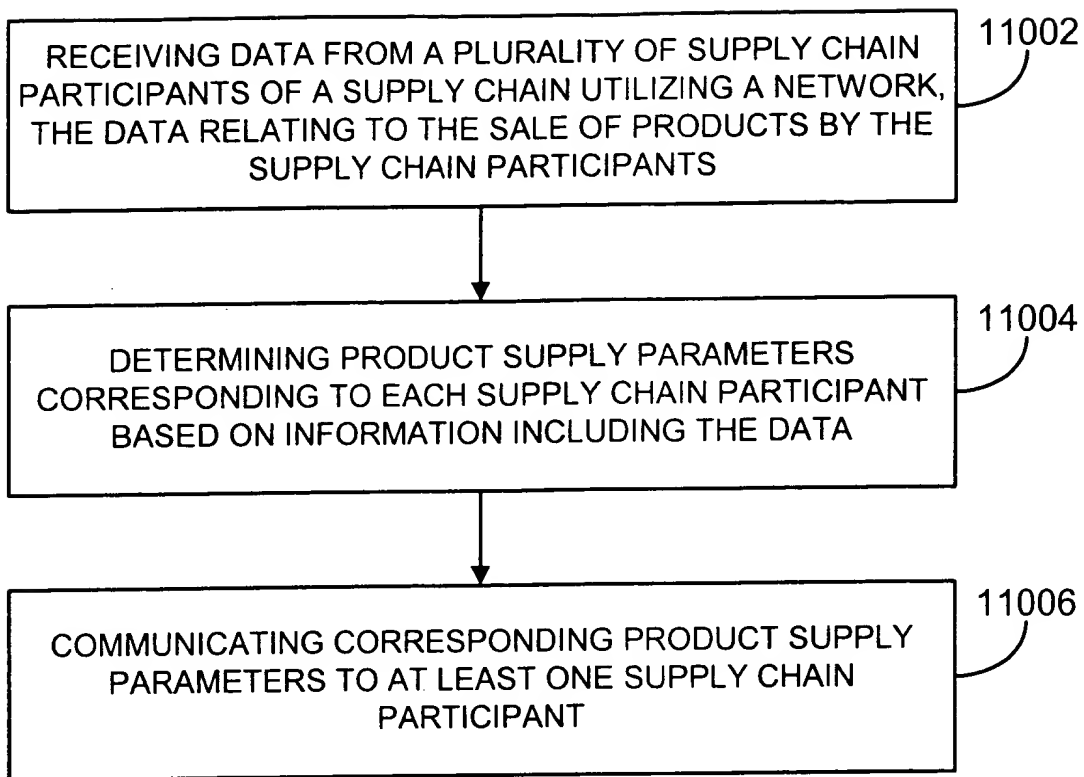 11002
RECEIVING DATA FROM A PLURALITY OF SUPPLY CHAIN
PARTICIPANTS OF A SUPPLY CHAIN UTILIZING A NETWORK,
THE DATA RELATING TO THE SALE OF PRODUCTS BY THE
SUPPLY CHAIN PARTICIPANTS
11004
DETERMINING PRODUCT SUPPLY PARAMETERS
CORRESPONDING TO EACH SUPPLY CHAIN PARTICIPANT
BASED ON INFORMATION INCLUDING THE DATA
11006
COMMUNICATING CORRESPONDING PRODUCT SUPPLY
PARAMETERS TO AT LEAST ONE SUPPLY CHAIN
PARTICIPANT